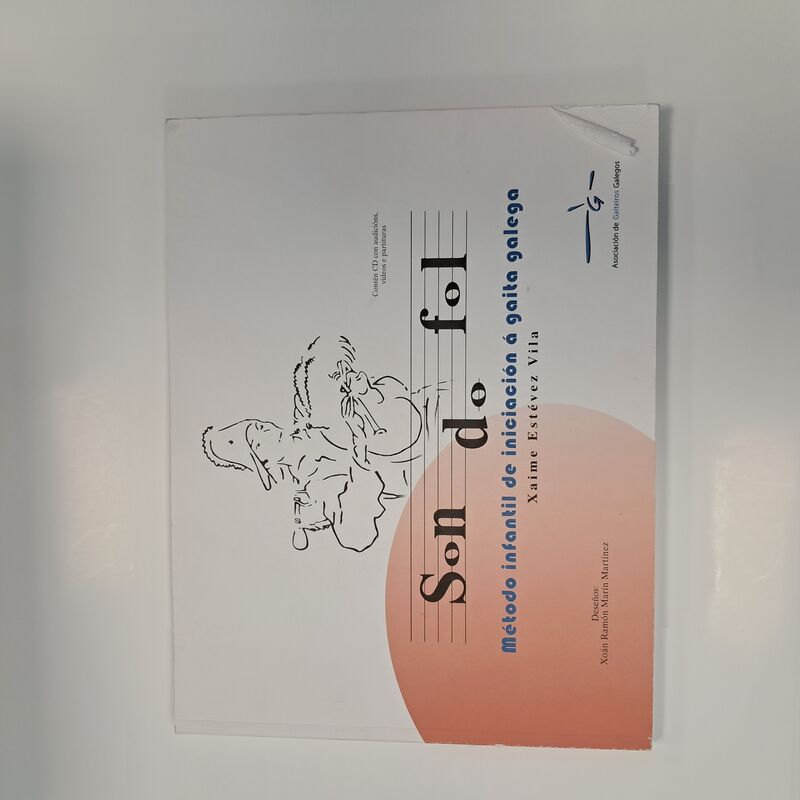 Contén CD con audicións,
vídeos e partituras
Son do fol
Método infantil de iniciación á gaita galega
Xaime Estévez Vila
Deseños:
Xoán Ramón Marín Martínez
G
Asociación de Gaiteiros Galegos